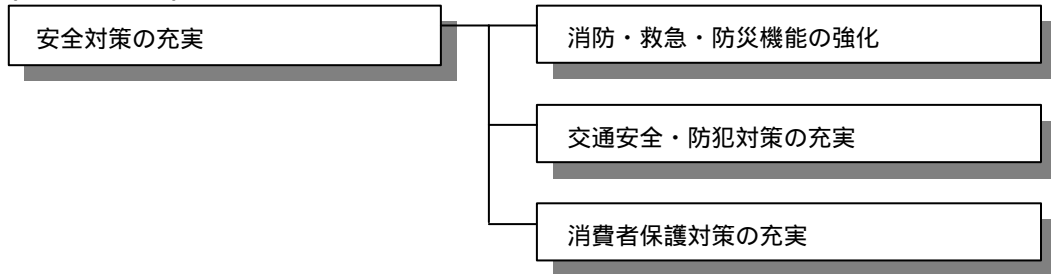 安全対策の充実
消防・救急・防災機能の強化
交通安全・防犯対策の充実
消費者保護対策の充実